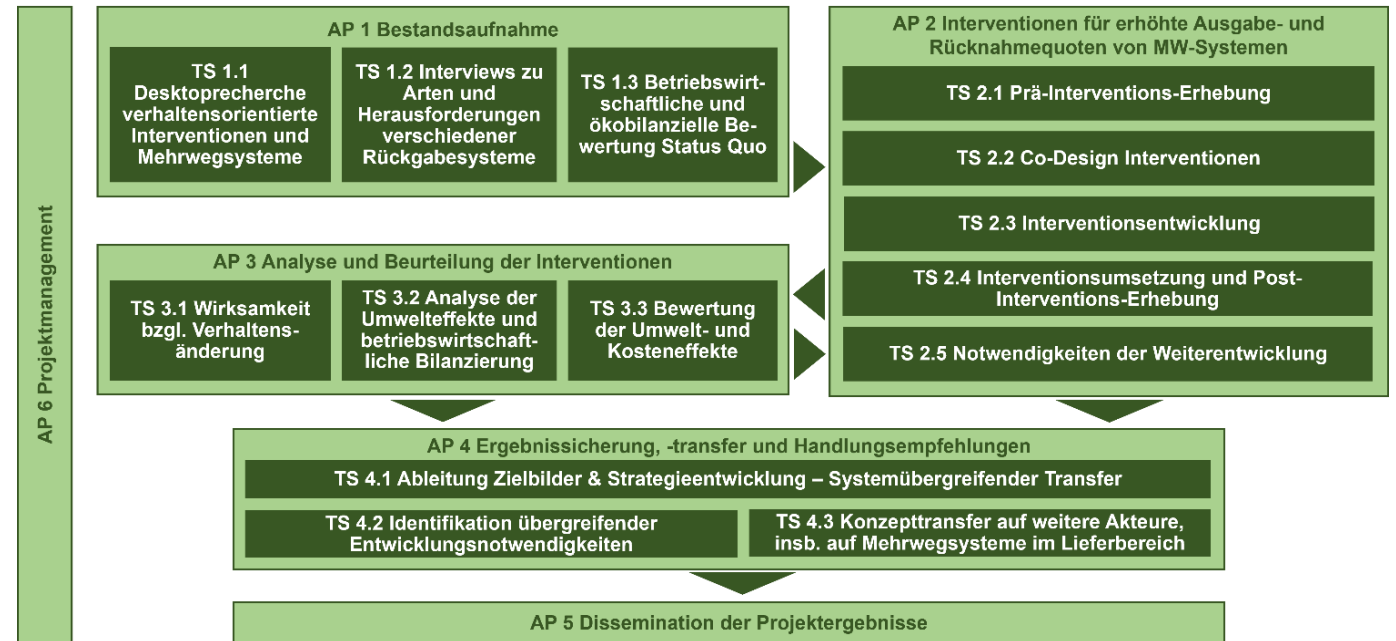 AP 6 Projektmanagement
AP 1 Bestandsaufnahme
TS 1.1
Desktoprecherche
verhaltensorientierte
Interventionen und
Mehrwegsysteme
TS 1.2 Interviews zu
Arten und
Herausforderungen
verschiedener
Rückgabesysteme
TS 1.3 Betriebswirt-
schaftliche und
ökobilanzielle Be-
wertung Status Quo
AP 2 Interventionen für erhöhte Ausgabe- und
Rücknahmequoten von MW-Systemen
TS 2.1 Prä-Interventions-Erhebung
TS 2.2 Co-Design Interventionen
TS 2.3 Interventionsentwicklung
TS 2.4 Interventionsumsetzung und Post-
Interventions-Erhebung
TS 2.5 Notwendigkeiten der Weiterentwicklung
AP 3 Analyse und Beurteilung der Interventionen
TS 3.1 Wirksamkeit
bzgl. Verhaltens-
änderung
TS 3.2 Analyse der
Umwelteffekte und
betriebswirtschaft-
liche Bilanzierung
TS 3.3 Bewertung
der Umwelt- und
Kosteneffekte
AP 4 Ergebnissicherung, -transfer und Handlungsempfehlungen
TS 4.1 Ableitung Zielbilder & Strategieentwicklung – Systemübergreifender Transfer
TS 4.2 Identifikation übergreifender
Entwicklungsnotwendigkeiten
TS 4.3 Konzepttransfer auf weitere Akteure,
insb. auf Mehrwegsysteme im Lieferbereich
AP 5 Dissemination der Projektergebnisse